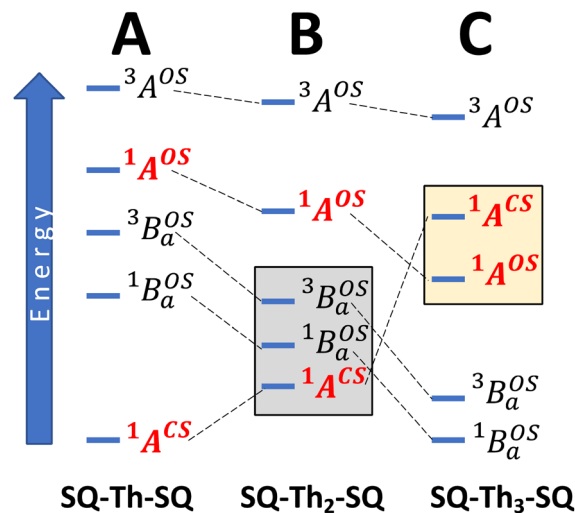 A B C
Energy
³A^OS ³A^OS ³A^OS
¹A^OS ¹A^OS ¹A^CS
¹A^OS
³B_a^OS ³B_a^OS ³B_a^OS
¹B_a^OS ¹B_a^OS ¹B_a^OS
¹A^CS ¹A^CS
SQ-Th-SQ SQ-Th₂-SQ SQ-Th₃-SQ